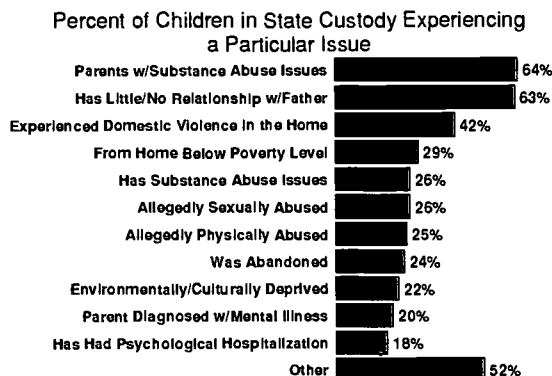 Percent of Children in State Custody Experiencing
a Particular Issue
Parents w/Substance Abuse Issues 64%
Has Little/No Relationship w/Father 63%
Experienced Domestic Violence in the Home 42%
From Home Below Poverty Level 29%
Has Substance Abuse Issues 26%
Allegedly Sexually Abused 26%
Allegedly Physically Abused 25%
Was Abandoned 24%
Environmentally/Culturally Deprived 22%
Parent Diagnosed w/Mental Illness 20%
Has Had Psychological Hospitalization 18%
Other 52%